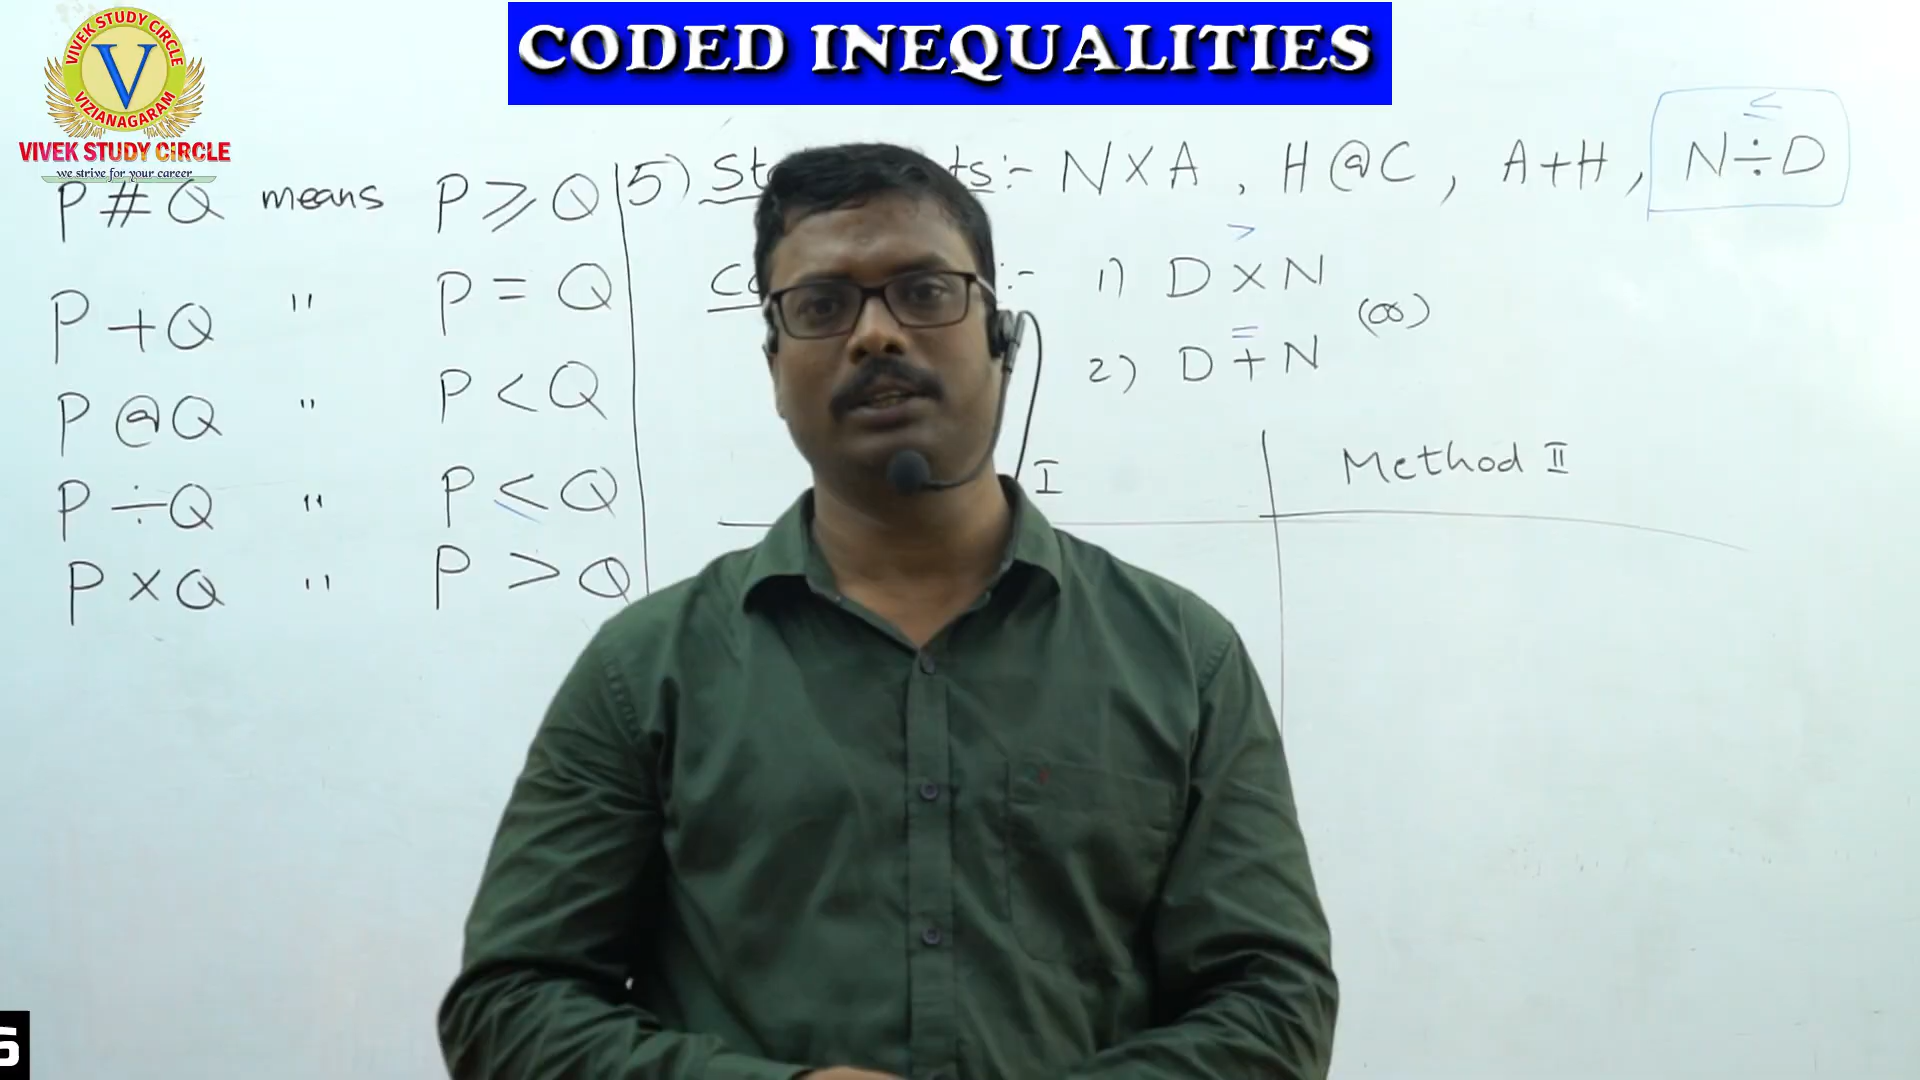 CODED INEQUALITIES
VIVEK STUDY CIRCLE
V
VIZIANAGARAM
VIVEK STUDY CIRCLE
we strive for your career
P # Q means P ≥ Q
P + Q " P = Q
P @ Q " P < Q
P ÷ Q " P ≤ Q
P × Q " P > Q
5) :- N × A , H @ C , A + H , N ÷ D
≤
>
:- 1) D × N
(or)
=
2) D + N
I
Method II